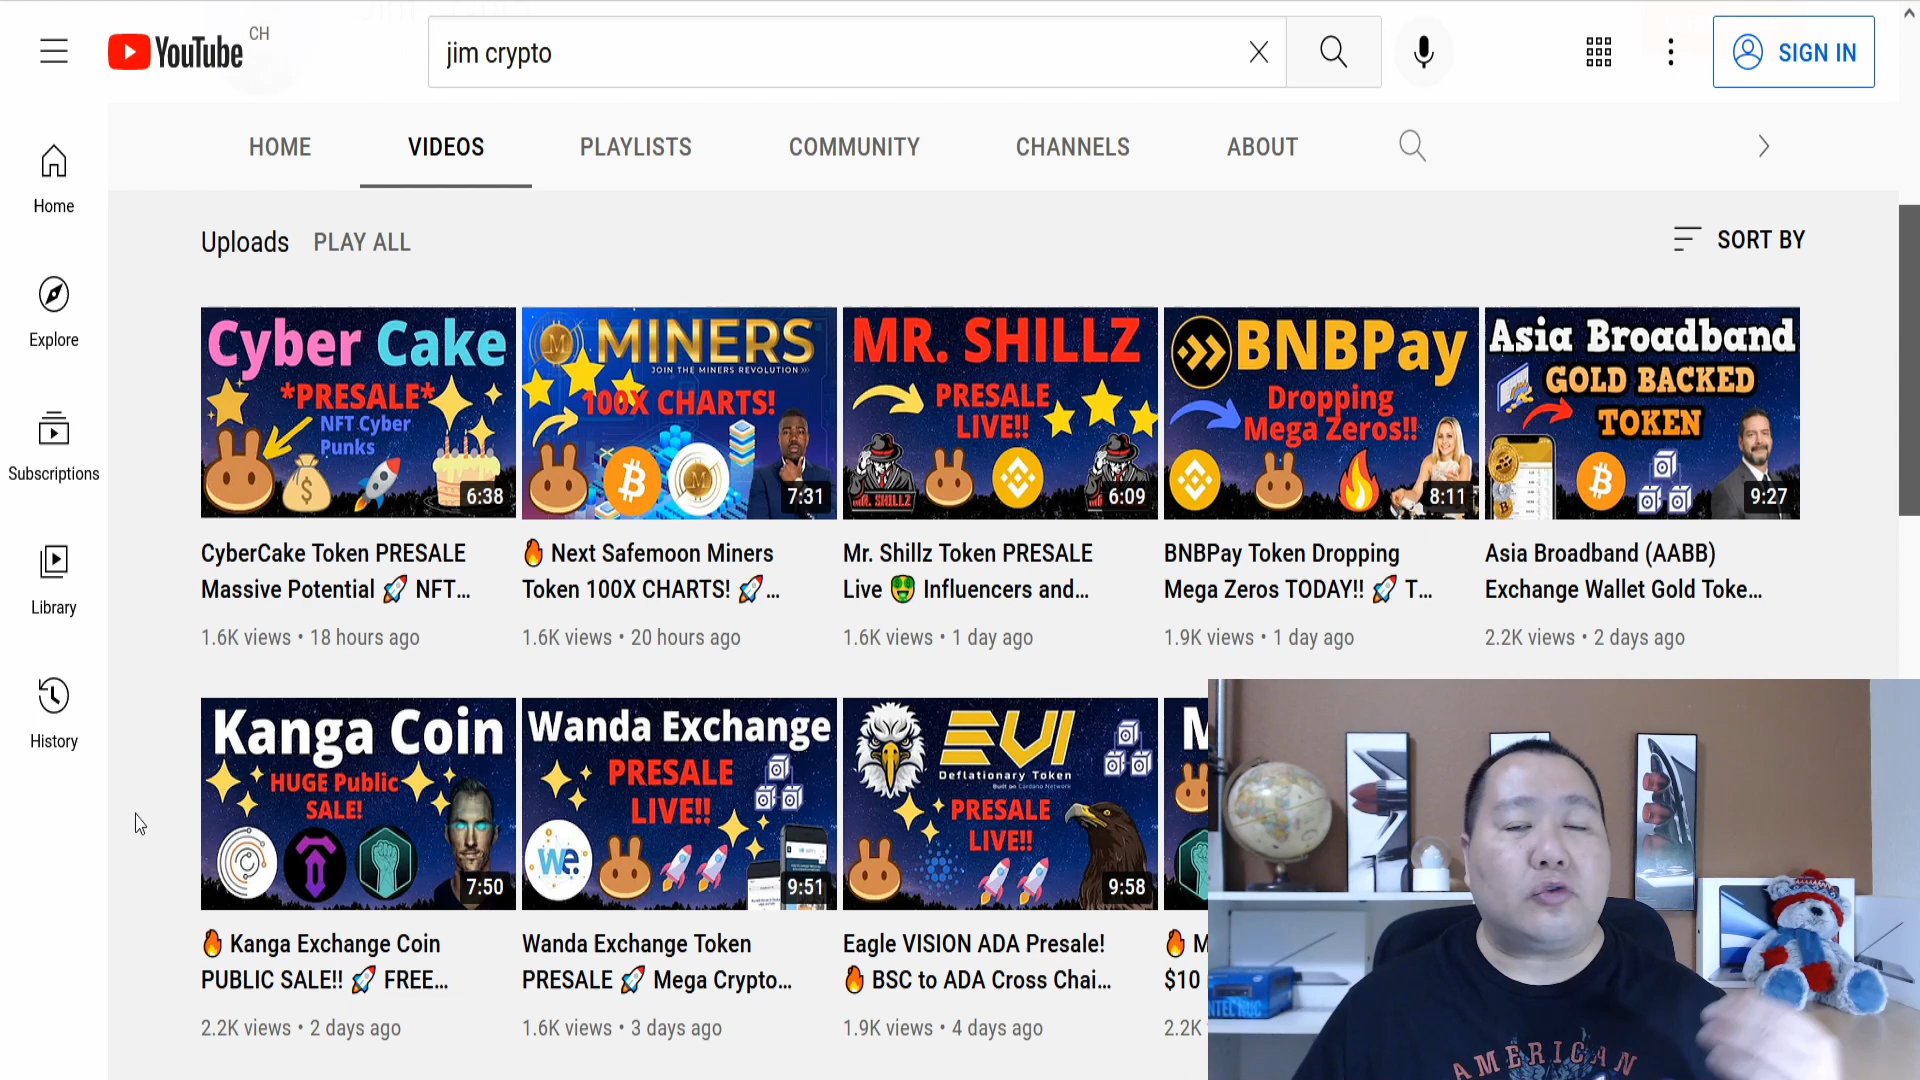 YouTube CH
jim crypto
SIGN IN
HOME VIDEOS PLAYLISTS COMMUNITY CHANNELS ABOUT
Home
Explore
Subscriptions
Library
History
Uploads PLAY ALL
SORT BY
Cyber Cake
*PRESALE*
NFT Cyber
Punks
6:38
MINERS
JOIN THE MINERS REVOLUTION >>>
100X CHARTS!
7:31
MR. SHILLZ
PRESALE
LIVE!!
MR. SHILLZ
6:09
BNBPay
Dropping
Mega Zeros!!
8:11
Asia Broadband
GOLD BACKED
TOKEN
9:27
CyberCake Token PRESALE
Massive Potential 🚀 NFT...
1.6K views • 18 hours ago
🔥 Next Safemoon Miners
Token 100X CHARTS! 🚀...
1.6K views • 20 hours ago
Mr. Shillz Token PRESALE
Live 🤑 Influencers and...
1.6K views • 1 day ago
BNBPay Token Dropping
Mega Zeros TODAY!! 🚀 T...
1.9K views • 1 day ago
Asia Broadband (AABB)
Exchange Wallet Gold Toke...
2.2K views • 2 days ago
Kanga Coin
HUGE Public
SALE!
7:50
Wanda Exchange
PRESALE
LIVE!!
we.
9:51
EVI
Deflationary Token
Built on Cardano Network
PRESALE
LIVE!!
9:58
M
🔥 Kanga Exchange Coin
PUBLIC SALE!! 🚀 FREE...
2.2K views • 2 days ago
Wanda Exchange Token
PRESALE 🚀 Mega Crypto...
1.6K views • 3 days ago
Eagle VISION ADA Presale!
🔥 BSC to ADA Cross Chai...
1.9K views • 4 days ago
🔥 M
$10
2.2K
INTEL NUC
AMERICAN